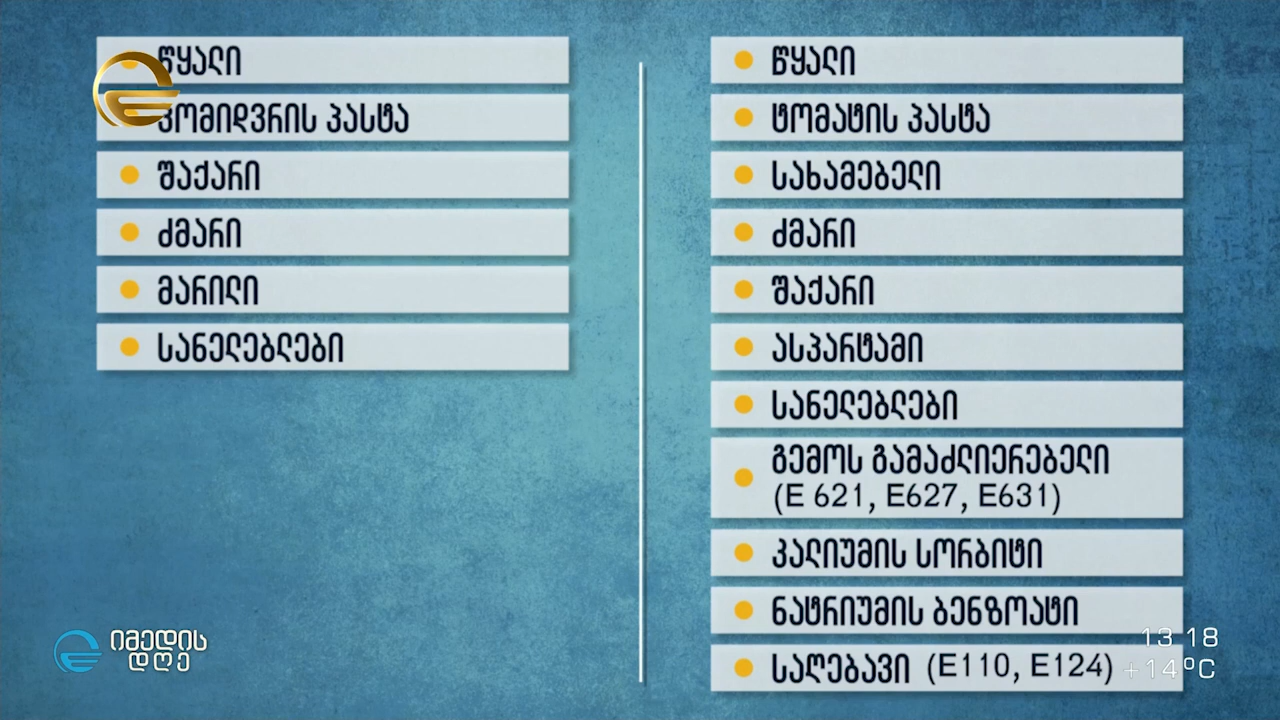 წყალი
პომიდვრის პასტა
შაქარი
ძმარი
მარილი
სანელებლები
წყალი
ტომატის პასტა
სახამებელი
ძმარი
შაქარი
ასპარტამი
სანელებლები
გემოს გამაძლიერებელი
(E 621, E627, E631)
კალიუმის სორბიტი
ნატრიუმის ბენზოატი
საღებავი (E110, E124)
იმედის
დღე
13 18
+14°C